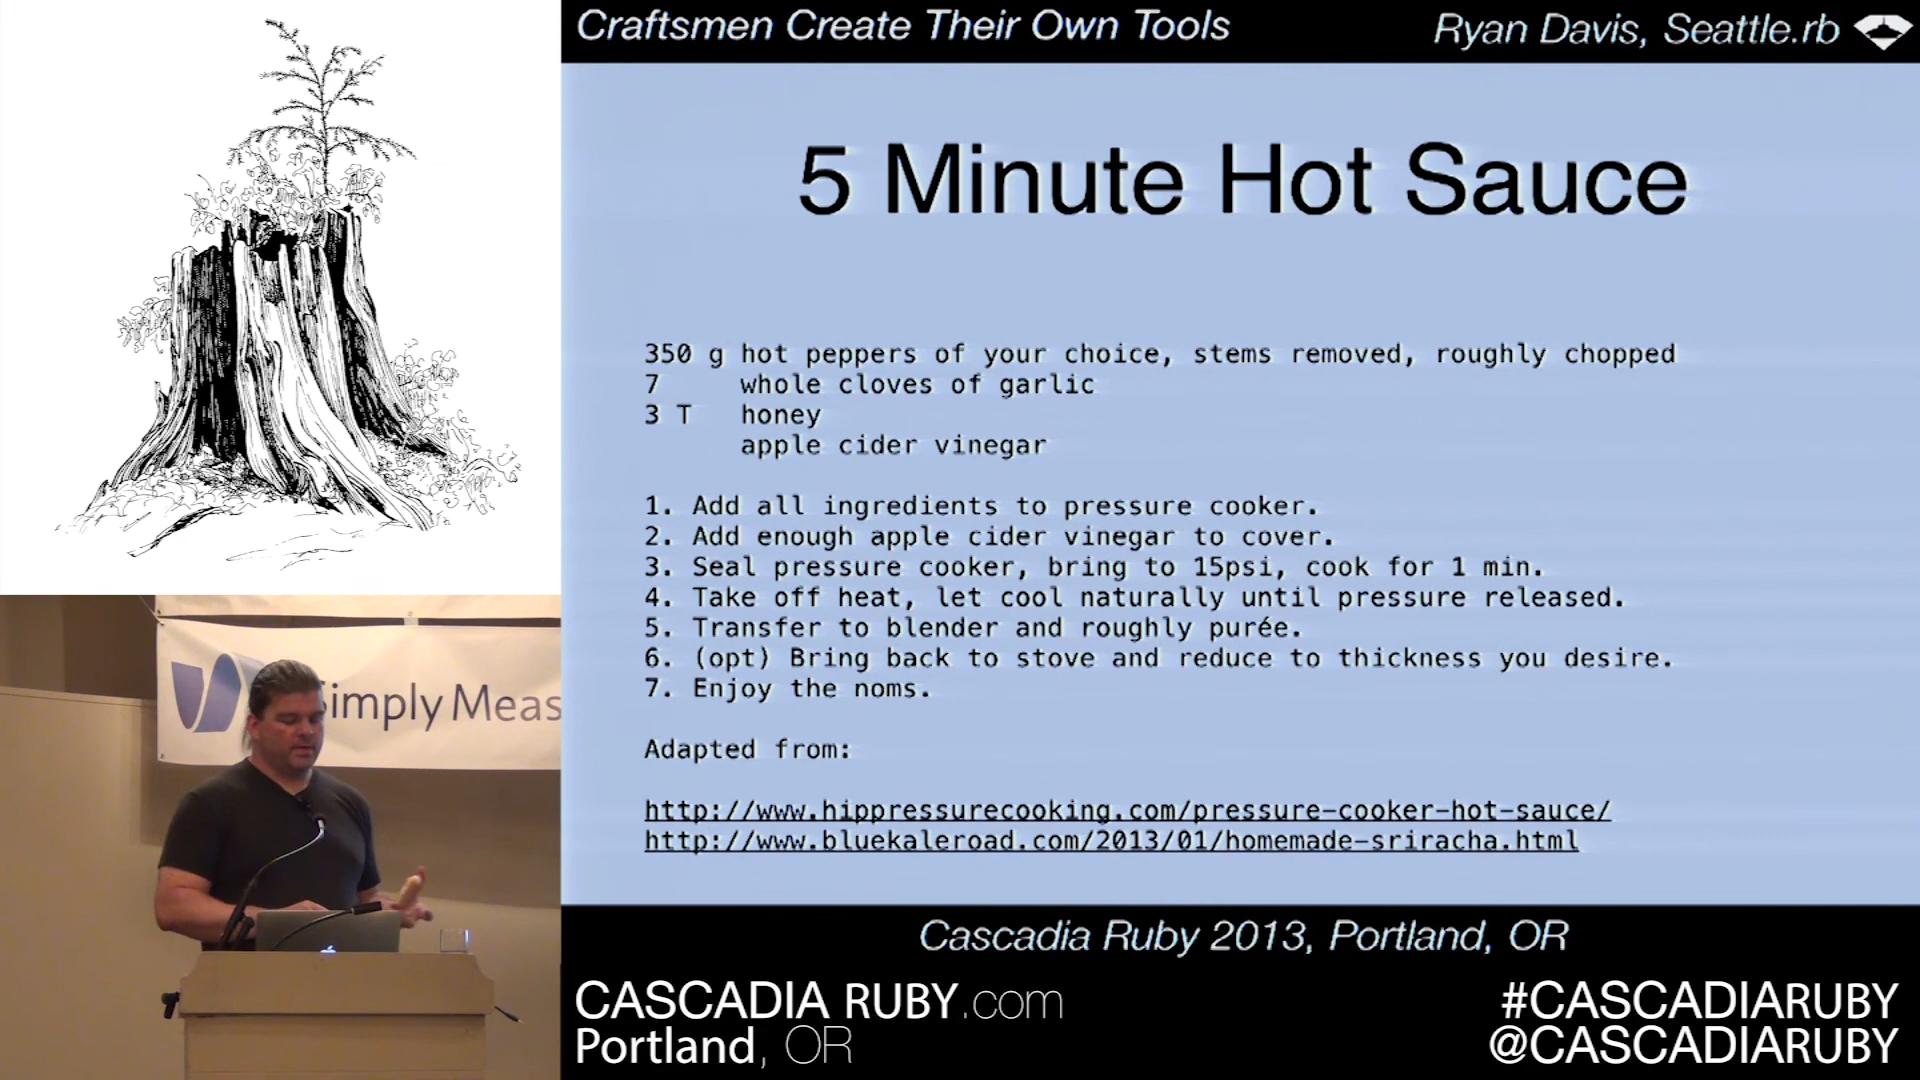 Craftsmen Create Their Own Tools
Ryan Davis, Seattle.rb
5 Minute Hot Sauce
350 g hot peppers of your choice, stems removed, roughly chopped
7 whole cloves of garlic
3 T honey
apple cider vinegar
1. Add all ingredients to pressure cooker.
2. Add enough apple cider vinegar to cover.
3. Seal pressure cooker, bring to 15psi, cook for 1 min.
4. Take off heat, let cool naturally until pressure released.
5. Transfer to blender and roughly purée.
6. (opt) Bring back to stove and reduce to thickness you desire.
7. Enjoy the noms.
Adapted from:
http://www.hippressurecooking.com/pressure-cooker-hot-sauce/
http://www.bluekaleroad.com/2013/01/homemade-sriracha.html
Cascadia Ruby 2013, Portland, OR
Simply Meas
CASCADIA RUBY.com
Portland, OR
#CASCADIARUBY
@CASCADIARUBY